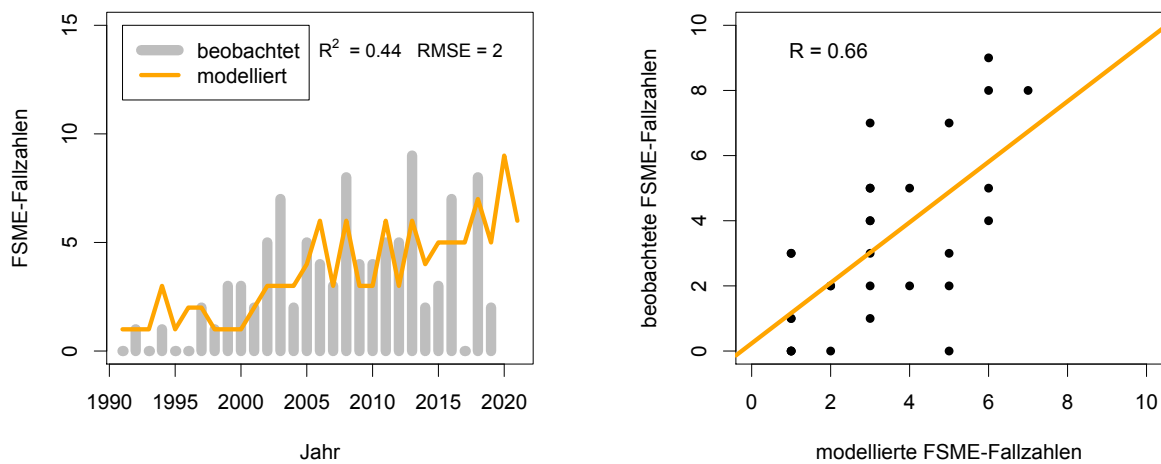 15
10
5
0
FSME-Fallzahlen
beobachtet
modelliert
R² = 0.44 RMSE = 2
1990 1995 2000 2005 2010 2015 2020
Jahr
10
8
6
4
2
0
beobachtete FSME-Fallzahlen
R = 0.66
0 2 4 6 8 10
modellierte FSME-Fallzahlen